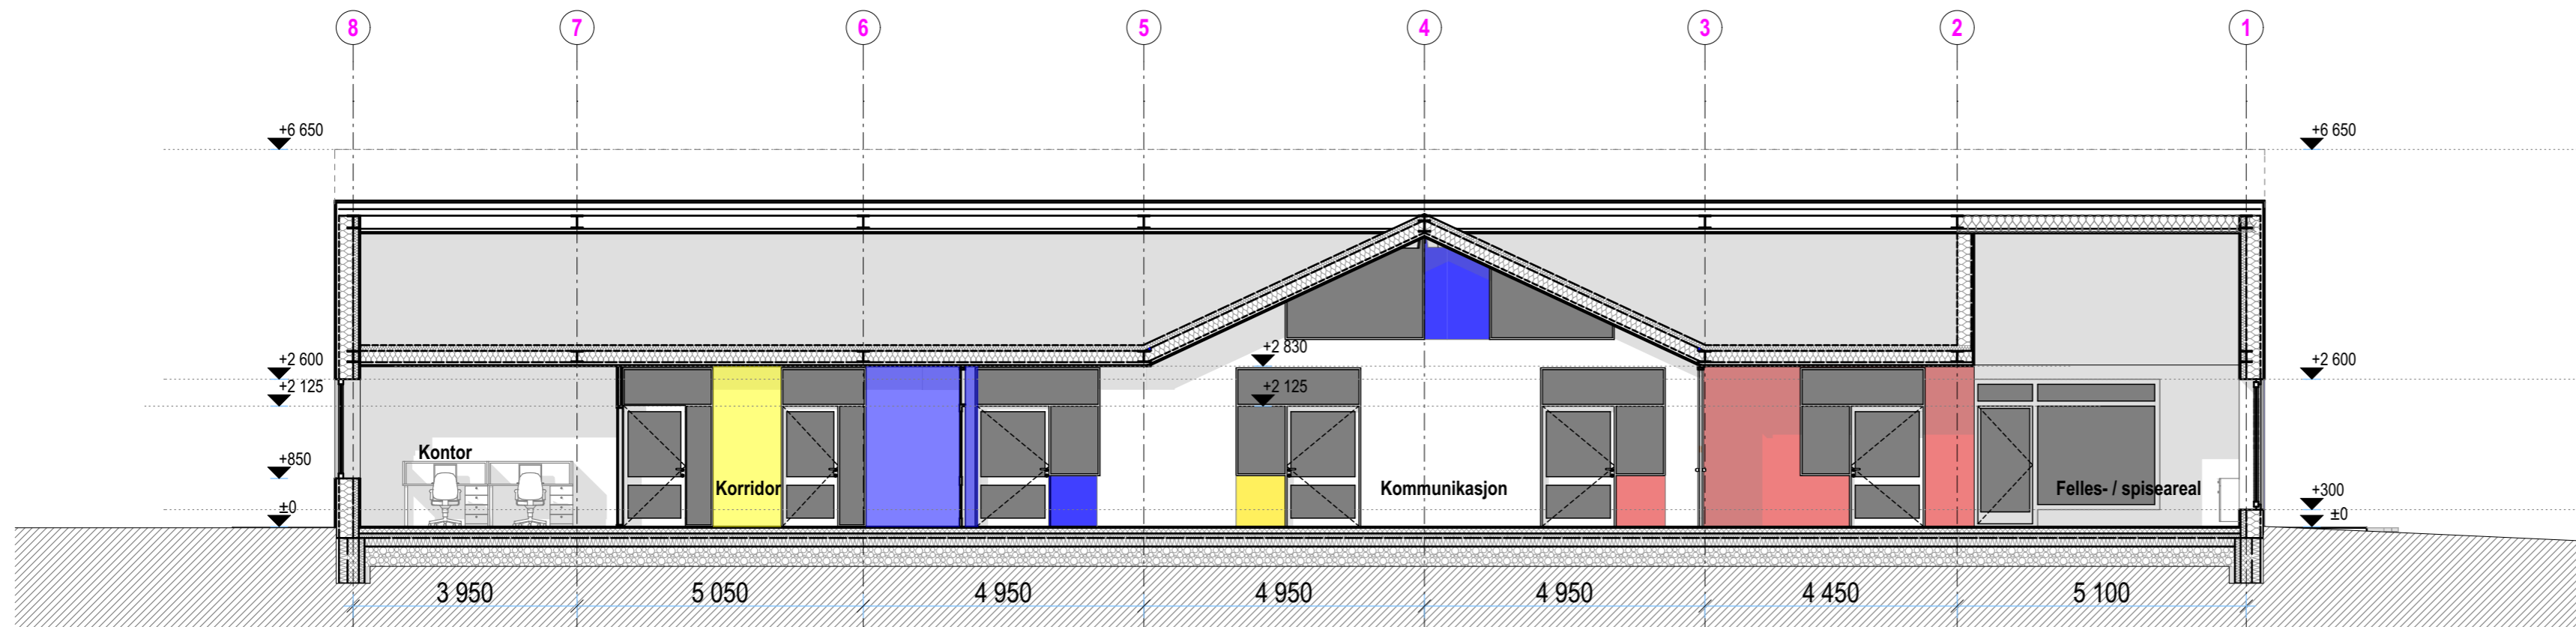 8 7 6 5 4 3 2 1
+6 650 +6 650
+2 830
+2 600 +2 600
+2 125 +2 125
Kontor
+850
Korridor Kommunikasjon Felles- / spiseareal
+300
±0 ±0
3 950 5 050 4 950 4 950 4 950 4 450 5 100